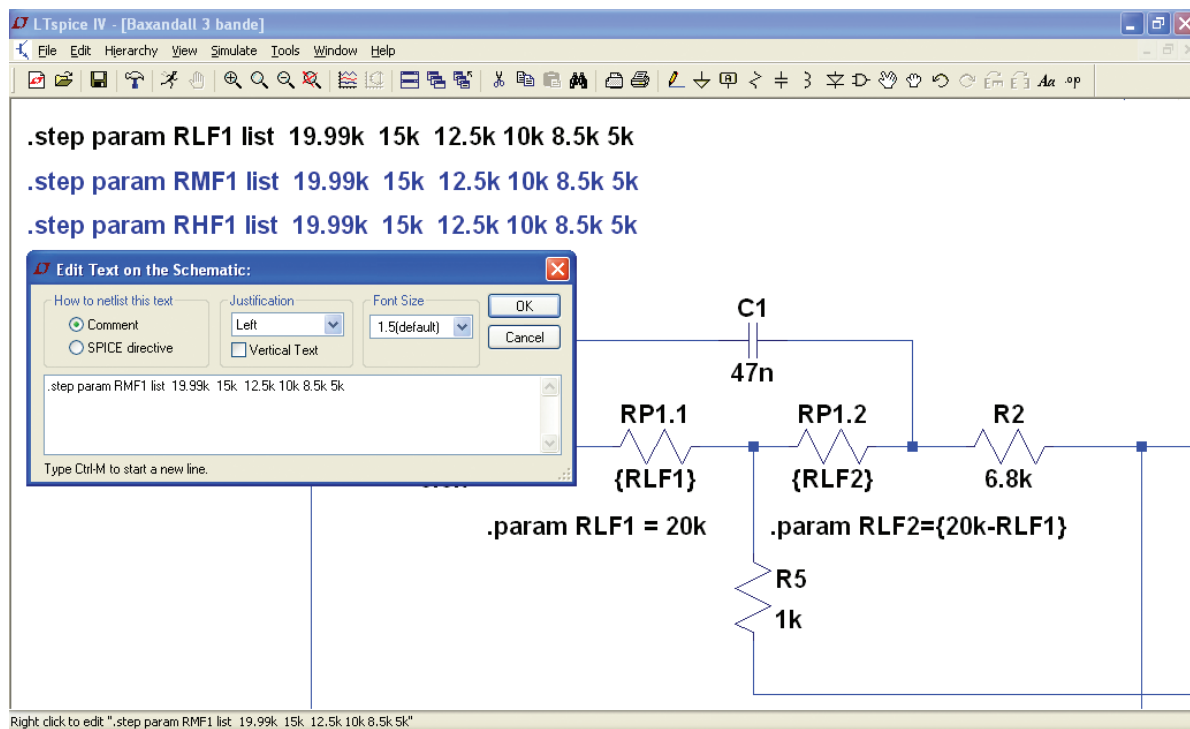 LTspice IV - [Baxandall 3 bande]
File Edit Hierarchy View Simulate Tools Window Help
Aa .op
.step param RLF1 list 19.99k 15k 12.5k 10k 8.5k 5k
.step param RMF1 list 19.99k 15k 12.5k 10k 8.5k 5k
.step param RHF1 list 19.99k 15k 12.5k 10k 8.5k 5k
Edit Text on the Schematic:
How to netlist this text
Comment
SPICE directive
Justification
Left
Vertical Text
Font Size
1.5(default)
OK
Cancel
.step param RMF1 list 19.99k 15k 12.5k 10k 8.5k 5k
Type Ctrl-M to start a new line.
C1
47n
RP1.1
{RLF1}
RP1.2
{RLF2}
R2
6.8k
.param RLF1 = 20k
.param RLF2={20k-RLF1}
R5
1k
Right click to edit ".step param RMF1 list 19.99k 15k 12.5k 10k 8.5k 5k"